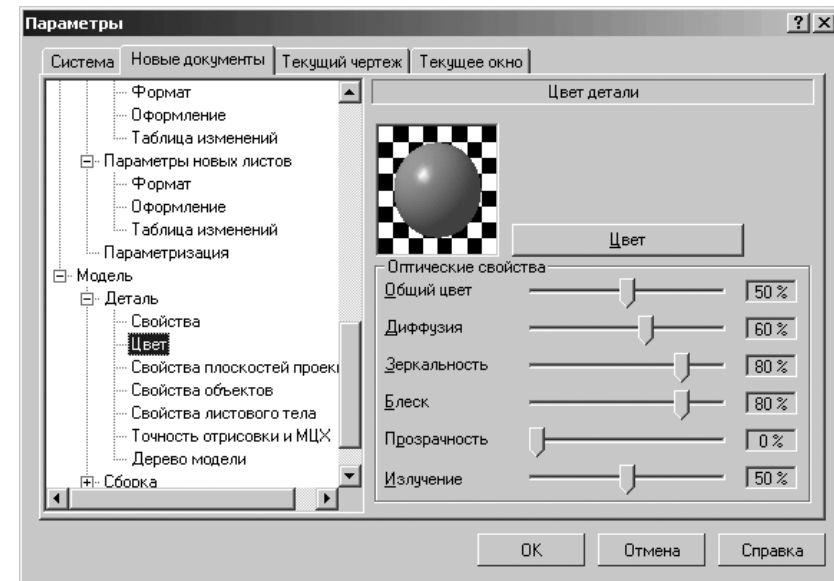 Параметры
Система Новые документы Текущий чертеж Текущее окно
Формат
Оформление
Таблица изменений
Параметры новых листов
Формат
Оформление
Таблица изменений
Параметризация
Модель
Деталь
Свойства
Цвет
Свойства плоскостей проек
Свойства объектов
Свойства листового тела
Точность отрисовки и МЦХ
Дерево модели
Сборка
Цвет детали
Цвет
Оптические свойства
Общий цвет 50 %
Диффузия 60 %
Зеркальность 80 %
Блеск 80 %
Прозрачность 0 %
Излучение 50 %
OK Отмена Справка